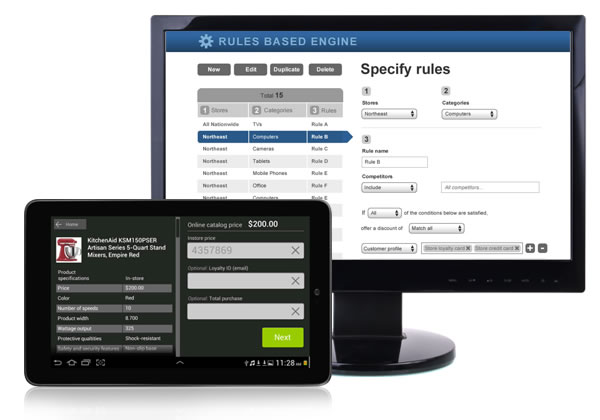 RULES BASED ENGINE
New Edit Duplicate Delete
Total 15
1 Stores 2 Categories 3 Rules
All Nationwide TVs Rule A
Northeast Computers Rule B
Northeast Cameras Rule C
Northeast Tablets Rule D
Northeast Mobile Phones Rule E
Northeast Office Rule F
Northeast Computers
Specify rules
1 2
Stores Categories
Northeast Computers
3
Rule name
Rule B
Competitors
Include All competitors...
If All of the conditions below are satisfied,
offer a discount of Match all
Customer profile Store loyalty card Store credit card
Home
KitchenAid KSM150PSER
Artisan Series 5-Quart Stand
Mixers, Empire Red
Product
specifications In-store
Price $200.00
Color Red
Number of speeds 10
Product width 8.700
Wattage output 325
Protective qualities Shock-resistant
Safety and security features Non-slip base
Online catalog price $200.00
Instore price
4357869
Optional: Loyalty ID (email)
Optional: Total purchase
Next
11:28 AM